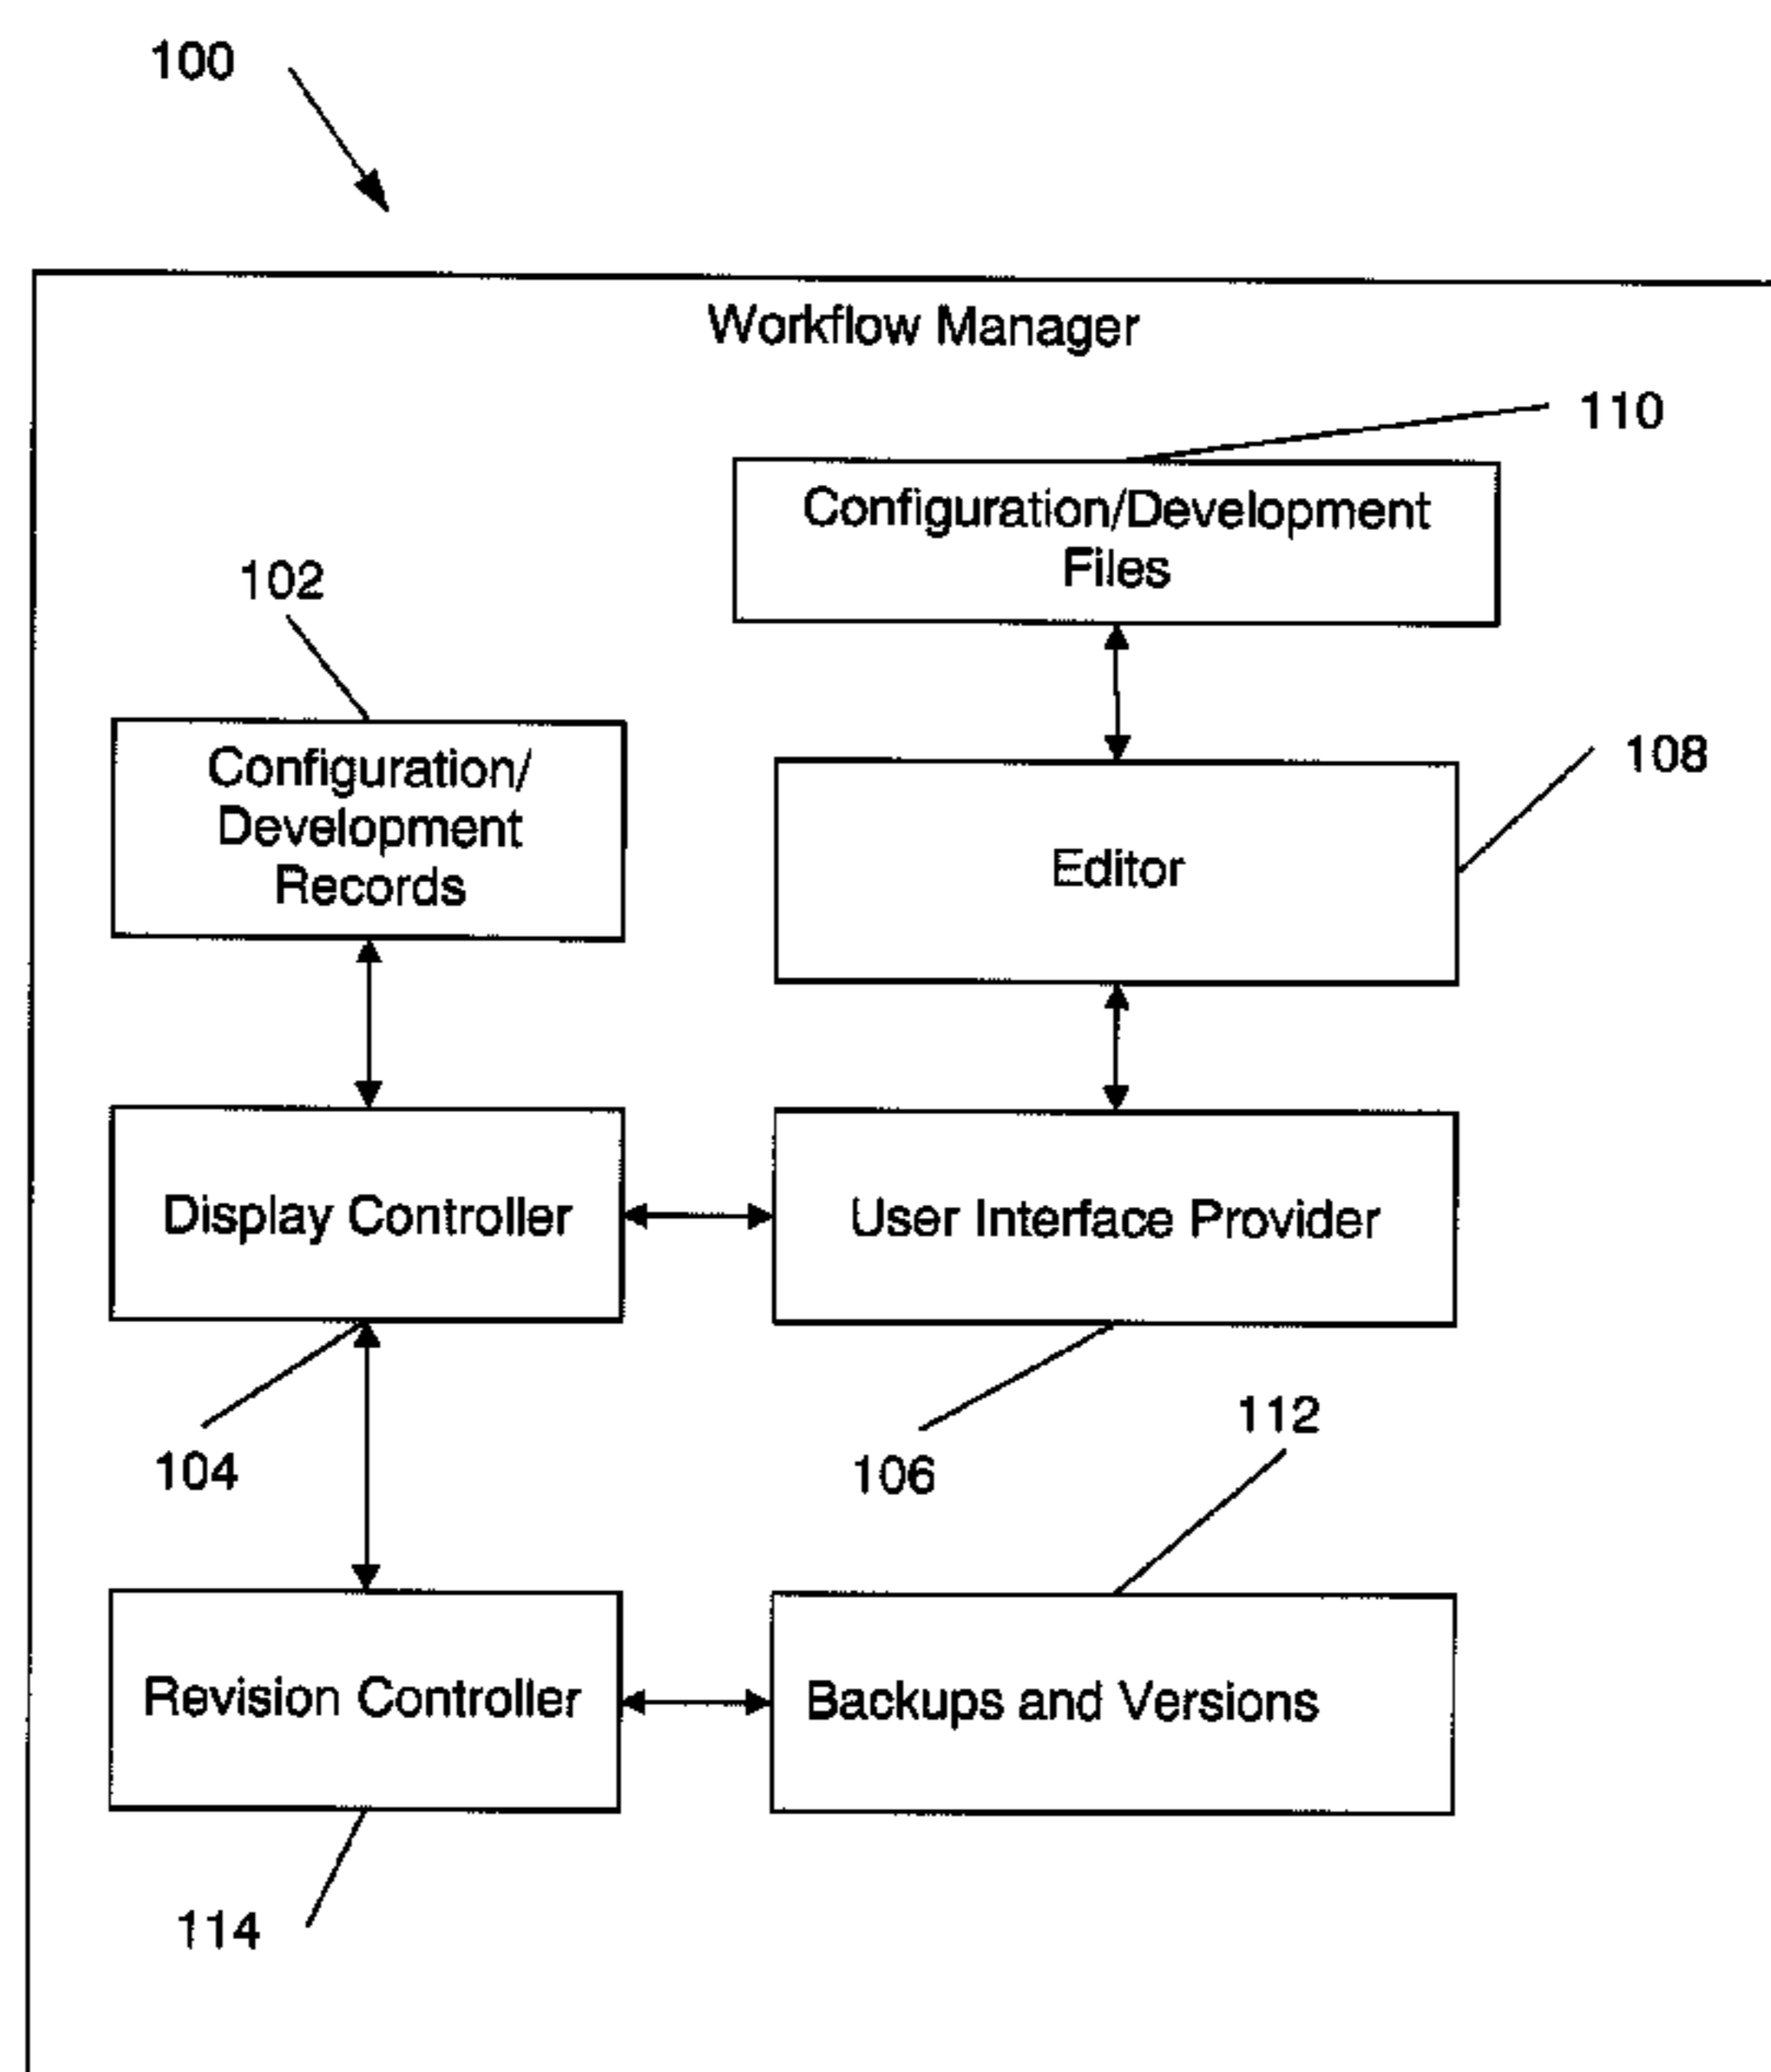 100
Workflow Manager
110
Configuration/Development
Files
102
108
Configuration/
Development
Records
Editor
Display Controller
User Interface Provider
112
104
106
Revision Controller
Backups and Versions
114